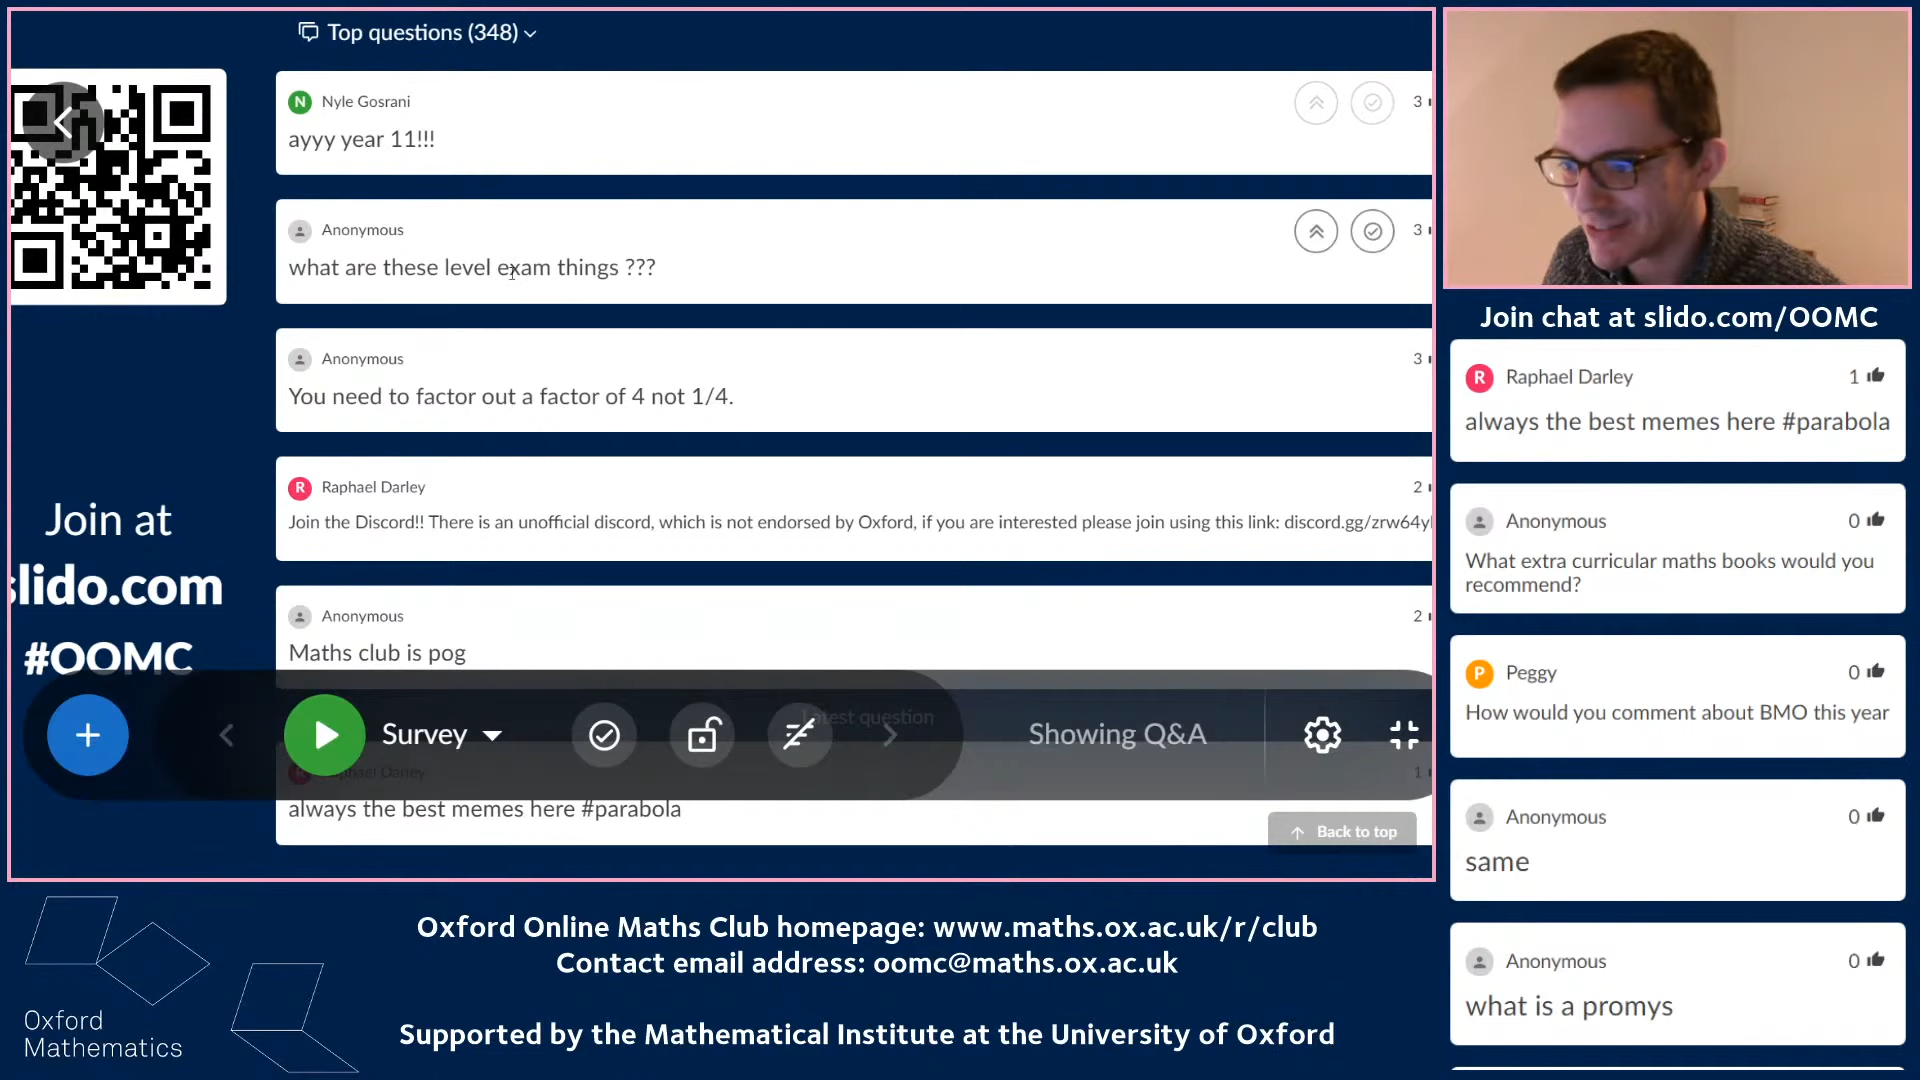 Top questions (348)
N Nyle Gosrani
3
ayyy year 11!!!
Anonymous
3
what are these level exam things ???
Anonymous
3
You need to factor out a factor of 4 not 1/4.
R Raphael Darley
2
Join the Discord!! There is an unofficial discord, which is not endorsed by Oxford, if you are interested please join using this link: discord.gg/zrw64y
Anonymous
2
Maths club is pog
Latest question
Raphael Darley
1
always the best memes here #parabola
Back to top
Join at
slido.com
#OOMC
Survey
Showing Q&A
Join chat at slido.com/OOMC
R Raphael Darley
1
always the best memes here #parabola
Anonymous
0
What extra curricular maths books would you
recommend?
P Peggy
0
How would you comment about BMO this year
Anonymous
0
same
Anonymous
0
what is a promys
Oxford Online Maths Club homepage: www.maths.ox.ac.uk/r/club
Contact email address: oomc@maths.ox.ac.uk
Supported by the Mathematical Institute at the University of Oxford
Oxford
Mathematics